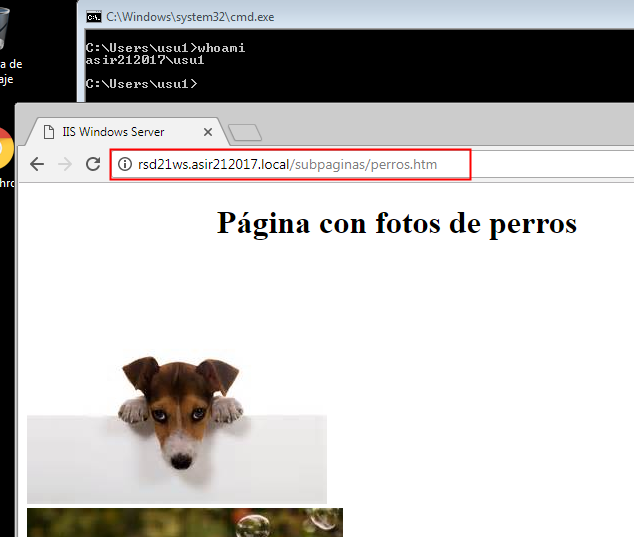 C:\Windows\system32\cmd.exe
C:\Users\usu1>whoami
asir212017\usu1
C:\Users\usu1>
a de
aje
hro
IIS Windows Server
rsd21ws.asir212017.local/subpaginas/perros.htm
Página con fotos de perros